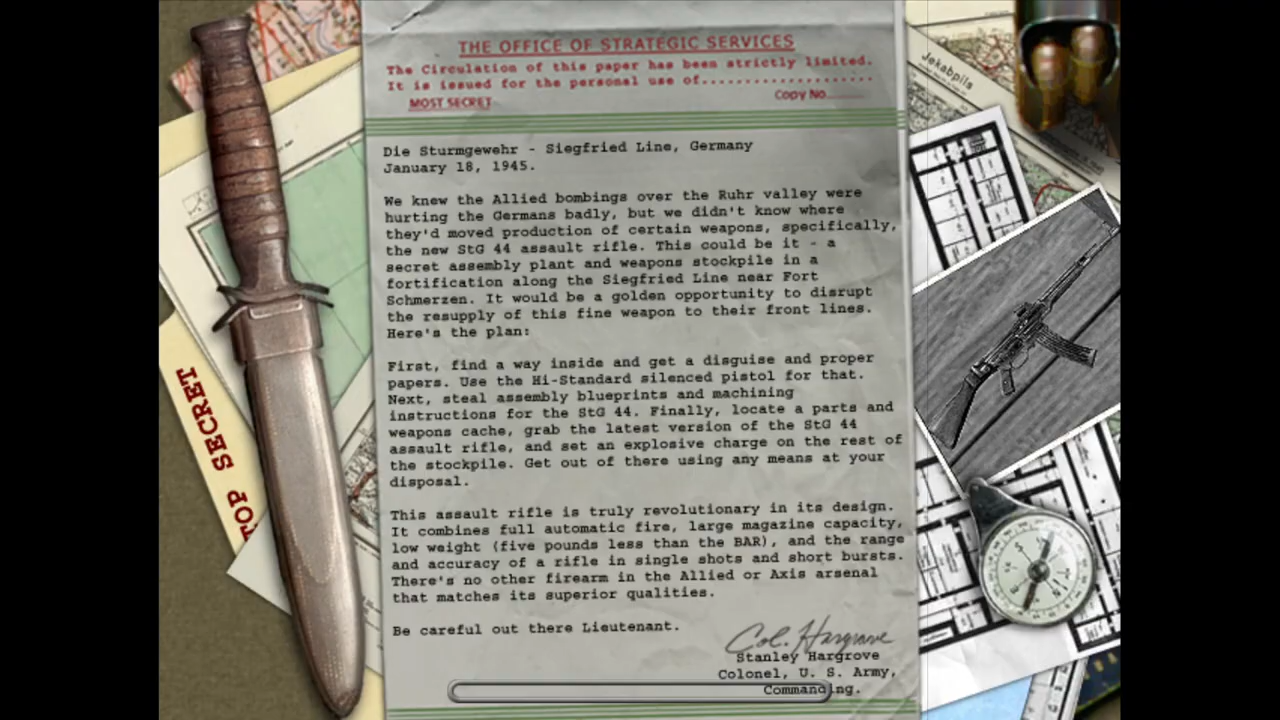 THE OFFICE OF STRATEGIC SERVICES
The Circulation of this paper has been strictly limited.
It is issued for the personal use of...................
MOST SECRET
Copy No.........
Die Sturmgewehr - Siegfried Line, Germany
January 18, 1945.
We knew the Allied bombings over the Ruhr valley were
hurting the Germans badly, but we didn't know where
they'd moved production of certain weapons, specifically,
the new StG 44 assault rifle. This could be it - a
secret assembly plant and weapons stockpile in a
fortification along the Siegfried Line near Fort
Schmerzen. It would be a golden opportunity to disrupt
the resupply of this fine weapon to their front lines.
Here's the plan:
First, find a way inside and get a disguise and proper
papers. Use the Hi-Standard silenced pistol for that.
Next, steal assembly blueprints and machining
instructions for the StG 44. Finally, locate a parts and
weapons cache, grab the latest version of the StG 44
assault rifle, and set an explosive charge on the rest of
the stockpile. Get out of there using any means at your
disposal.
This assault rifle is truly revolutionary in its design.
It combines full automatic fire, large magazine capacity,
low weight (five pounds less than the BAR), and the range
and accuracy of a rifle in single shots and short bursts.
There's no other firearm in the Allied or Axis arsenal
that matches its superior qualities.
Be careful out there Lieutenant.
Col. Hargrove
Stanley Hargrove
Colonel, U. S. Army,
Commanding.
TOP SECRET
Jekabpils